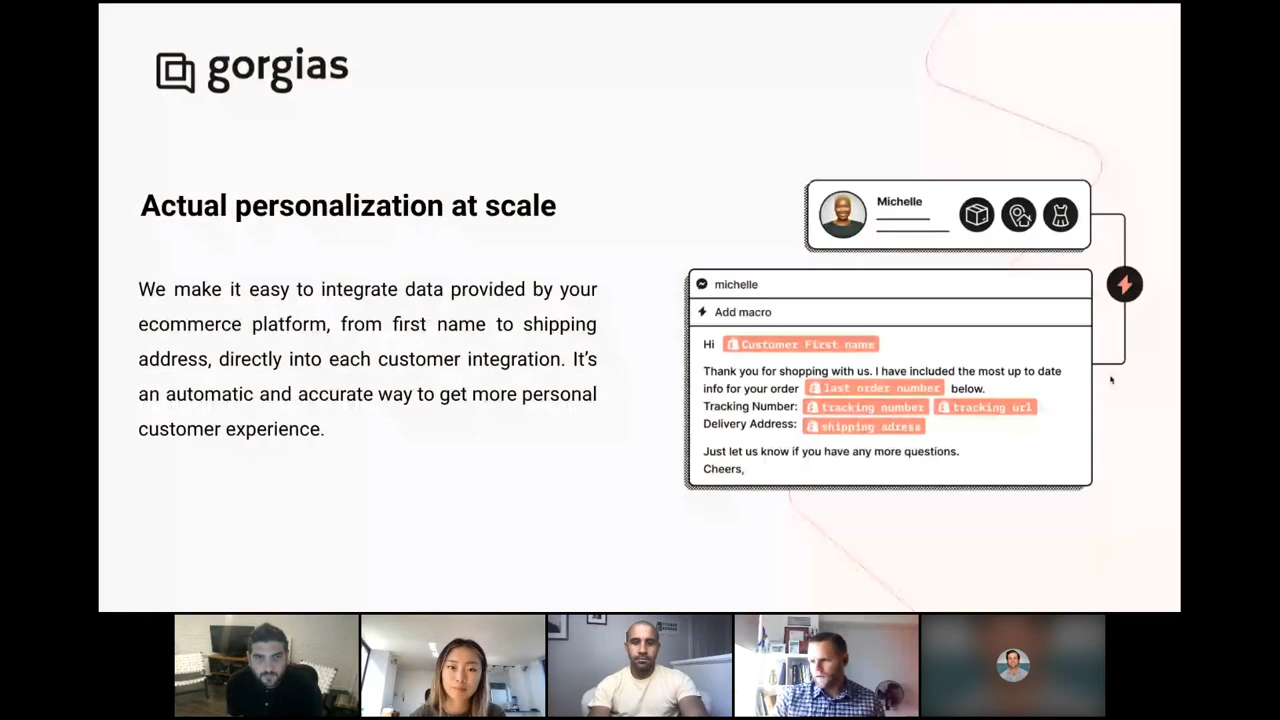 gorgias
Actual personalization at scale
We make it easy to integrate data provided by your
ecommerce platform, from first name to shipping
address, directly into each customer integration. It's
an automatic and accurate way to get more personal
customer experience.
Michelle
michelle
Add macro
Hi Customer First name
Thank you for shopping with us. I have included the most up to date
info for your order last order number below.
Tracking Number: tracking number tracking url
Delivery Address: shipping adress
Just let us know if you have any more questions.
Cheers,